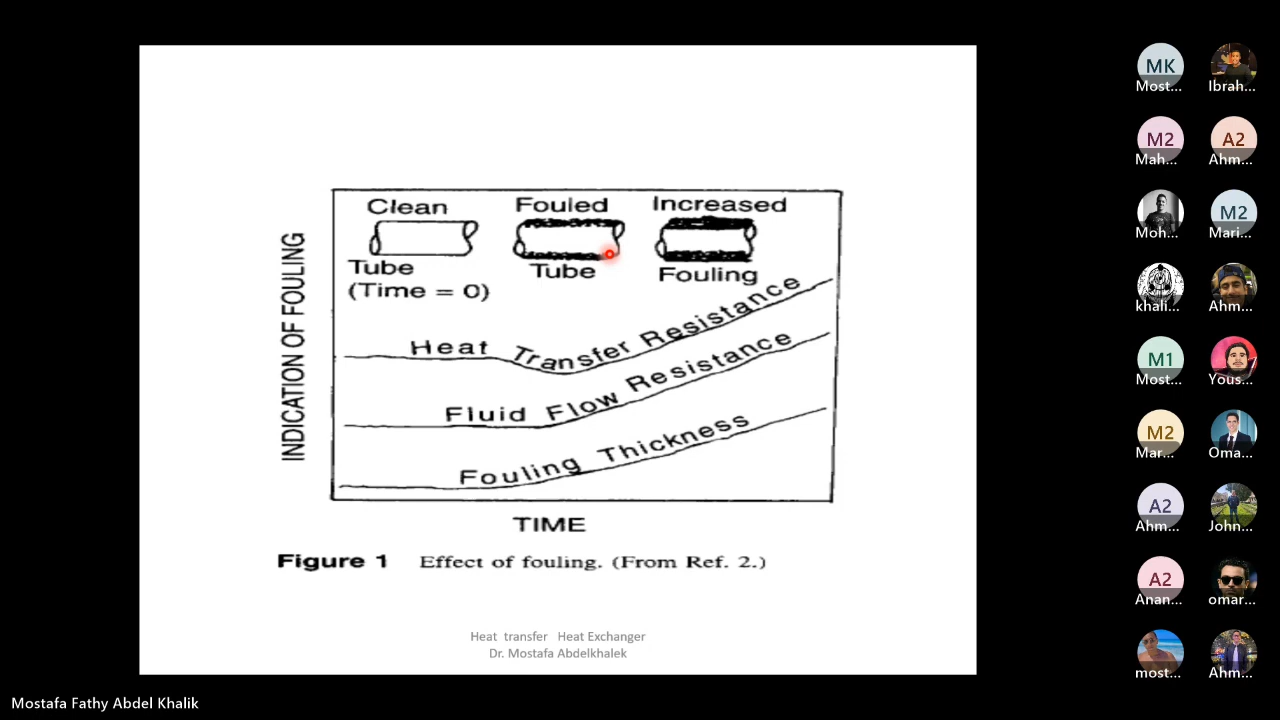 Clean
Fouled
Increased
Tube
(Time = 0)
Tube
Fouling
INDICATION OF FOULING
Heat Transfer Resistance
Fluid Flow Resistance
Fouling Thickness
TIME
Figure 1 Effect of fouling. (From Ref. 2.)
Heat transfer Heat Exchanger
Dr. Mostafa Abdelkhalek
Mostafa Fathy Abdel Khalik
MK
Most...
Ibrah...
M2
Mah...
A2
Ahm...
Moh...
M2
Mari...
khali...
Ahm...
M1
Most...
Yous...
M2
Mar...
Oma...
A2
Ahm...
John...
A2
Anan...
omar...
most...
Ahm...